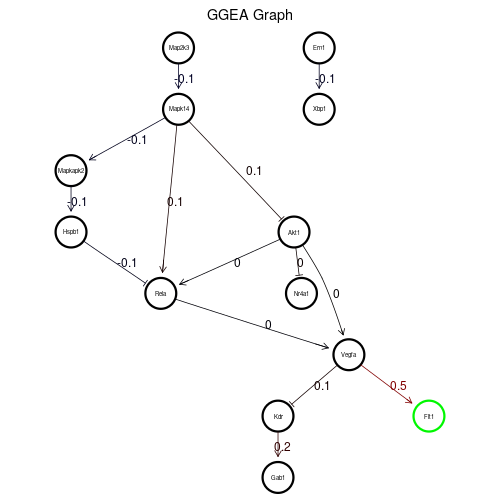 GGEA Graph
Map2k3
Ern1
-0.1
-0.1
Mapk14
Xbp1
-0.1
0.1
Mapkapk2
-0.1
0.1
Hspb1
Akt1
-0.1
0
0
Rela
Nr4a1
0
0
Vegfa
0.1
0.5
Kdr
Flt1
0.2
Gab1